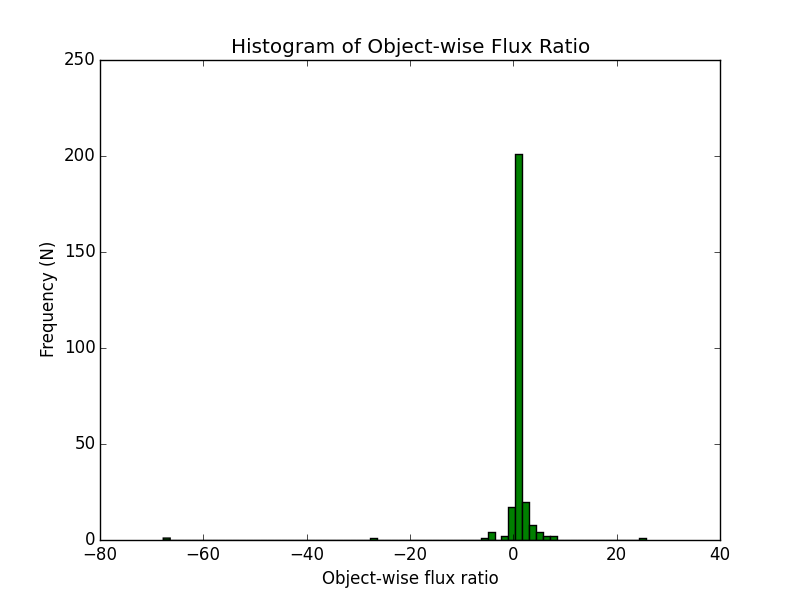 Histogram of Object-wise Flux Ratio
250
200
150
100
50
0
Frequency (N)
−80 −60 −40 −20 0 20 40
Object-wise flux ratio